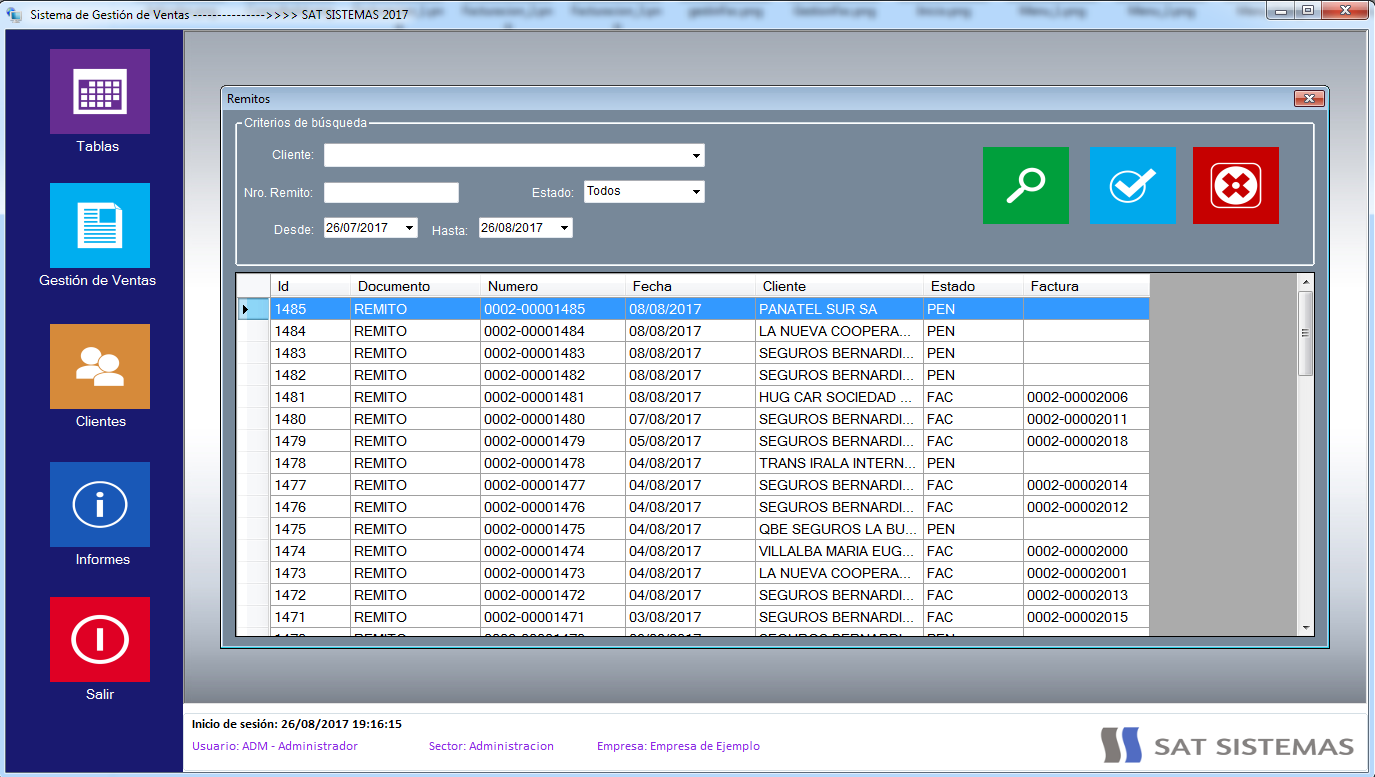 Sistema de Gestión de Ventas --------------->>>> SAT SISTEMAS 2017
Tablas
Gestión de Ventas
Clientes
Informes
Salir
Remitos
Criterios de búsqueda
Cliente:
Nro. Remito: Estado: Todos
Desde: 26/07/2017 Hasta: 26/08/2017
Id Documento Numero Fecha Cliente Estado Factura
1485 REMITO 0002-00001485 08/08/2017 PANATEL SUR SA PEN
1484 REMITO 0002-00001484 08/08/2017 LA NUEVA COOPERA... PEN
1483 REMITO 0002-00001483 08/08/2017 SEGUROS BERNARDI... PEN
1482 REMITO 0002-00001482 08/08/2017 SEGUROS BERNARDI... PEN
1481 REMITO 0002-00001481 08/08/2017 HUG CAR SOCIEDAD ... FAC 0002-00002006
1480 REMITO 0002-00001480 07/08/2017 SEGUROS BERNARDI... FAC 0002-00002011
1479 REMITO 0002-00001479 05/08/2017 SEGUROS BERNARDI... FAC 0002-00002018
1478 REMITO 0002-00001478 04/08/2017 TRANS IRALA INTERN... PEN
1477 REMITO 0002-00001477 04/08/2017 SEGUROS BERNARDI... FAC 0002-00002014
1476 REMITO 0002-00001476 04/08/2017 SEGUROS BERNARDI... FAC 0002-00002012
1475 REMITO 0002-00001475 04/08/2017 QBE SEGUROS LA BU... PEN
1474 REMITO 0002-00001474 04/08/2017 VILLALBA MARIA EUG... FAC 0002-00002000
1473 REMITO 0002-00001473 04/08/2017 LA NUEVA COOPERA... FAC 0002-00002001
1472 REMITO 0002-00001472 04/08/2017 SEGUROS BERNARDI... FAC 0002-00002013
1471 REMITO 0002-00001471 03/08/2017 SEGUROS BERNARDI... FAC 0002-00002015
Inicio de sesión: 26/08/2017 19:16:15
Usuario: ADM - Administrador Sector: Administracion Empresa: Empresa de Ejemplo
SAT SISTEMAS